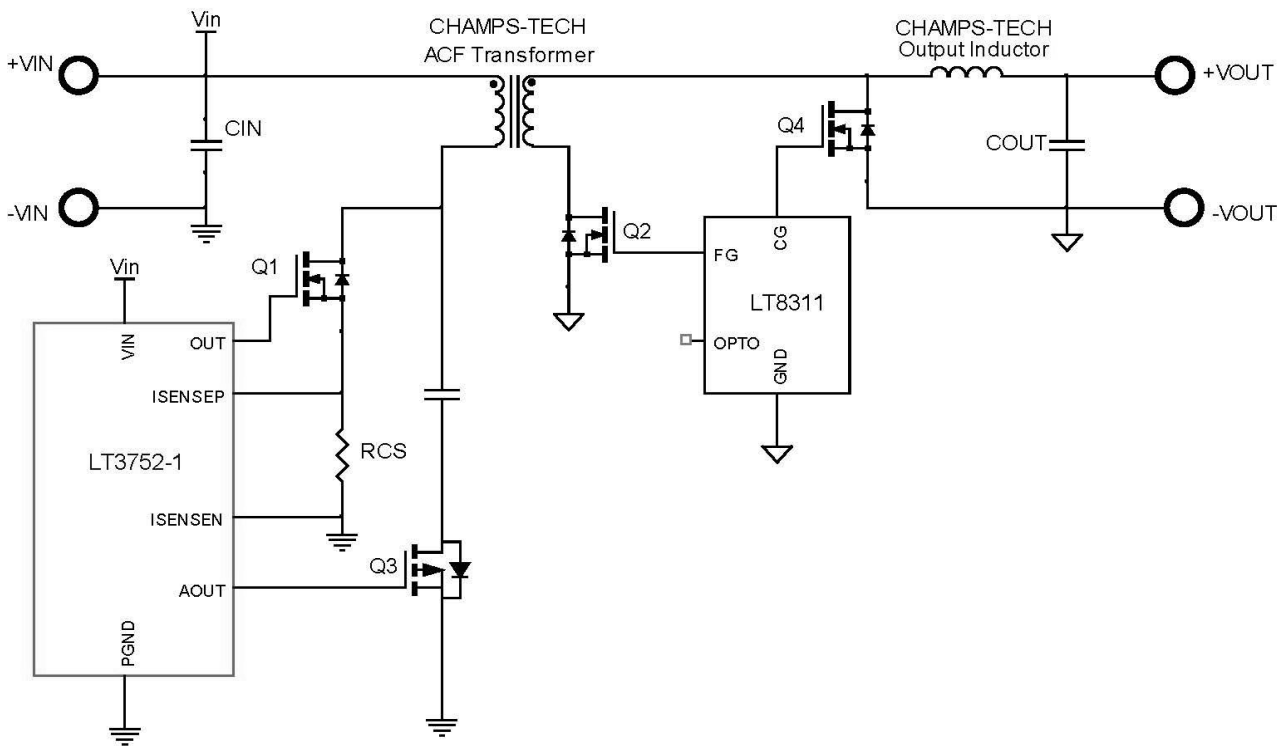 Vin
CHAMPS-TECH
ACF Transformer
CHAMPS-TECH
Output Inductor
+VIN
+VOUT
CIN
Q4
COUT
-VIN
-VOUT
Q2
CG
FG
Vin
Q1
LT8311
VIN
OUT
OPTO
GND
ISENSEP
LT3752-1
RCS
ISENSEN
Q3
AOUT
PGND